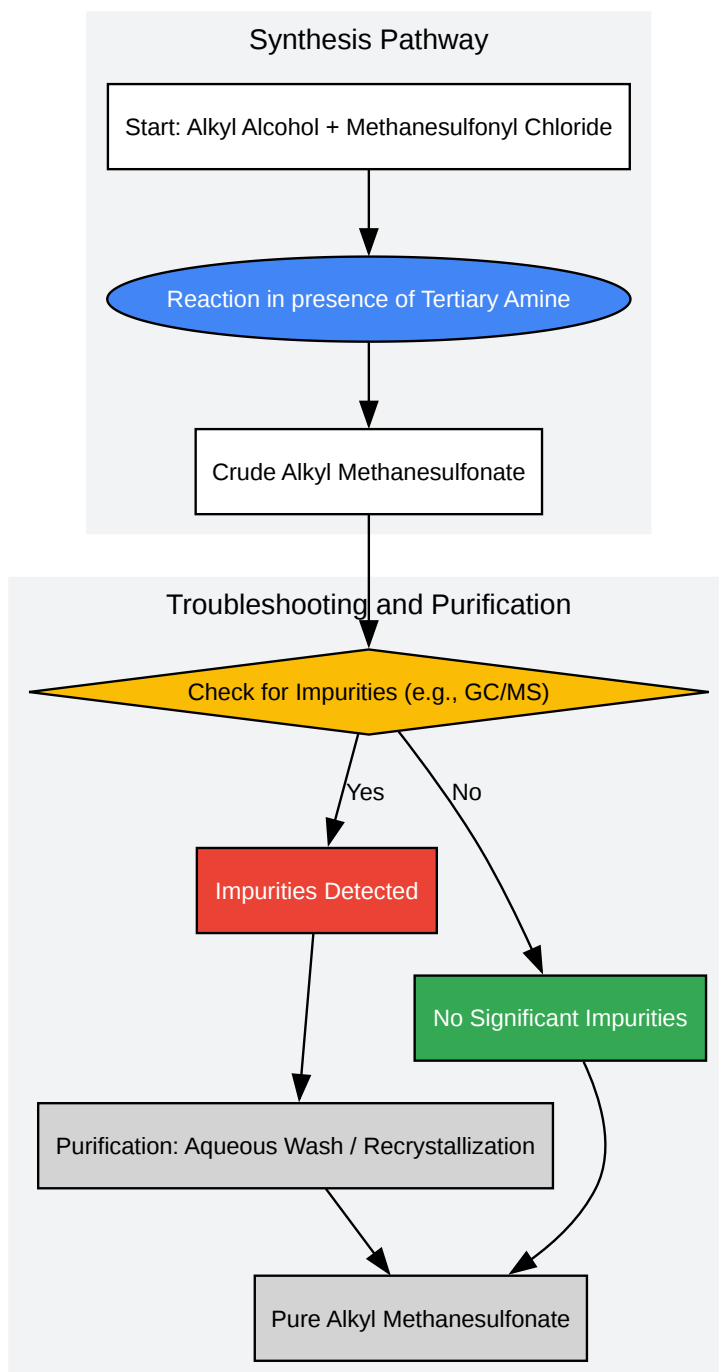 Synthesis Pathway
Start: Alkyl Alcohol + Methanesulfonyl Chloride
Reaction in presence of Tertiary Amine
Crude Alkyl Methanesulfonate
Troubleshooting and Purification
Check for Impurities (e.g., GC/MS)
Yes
No
Impurities Detected
No Significant Impurities
Purification: Aqueous Wash / Recrystallization
Pure Alkyl Methanesulfonate